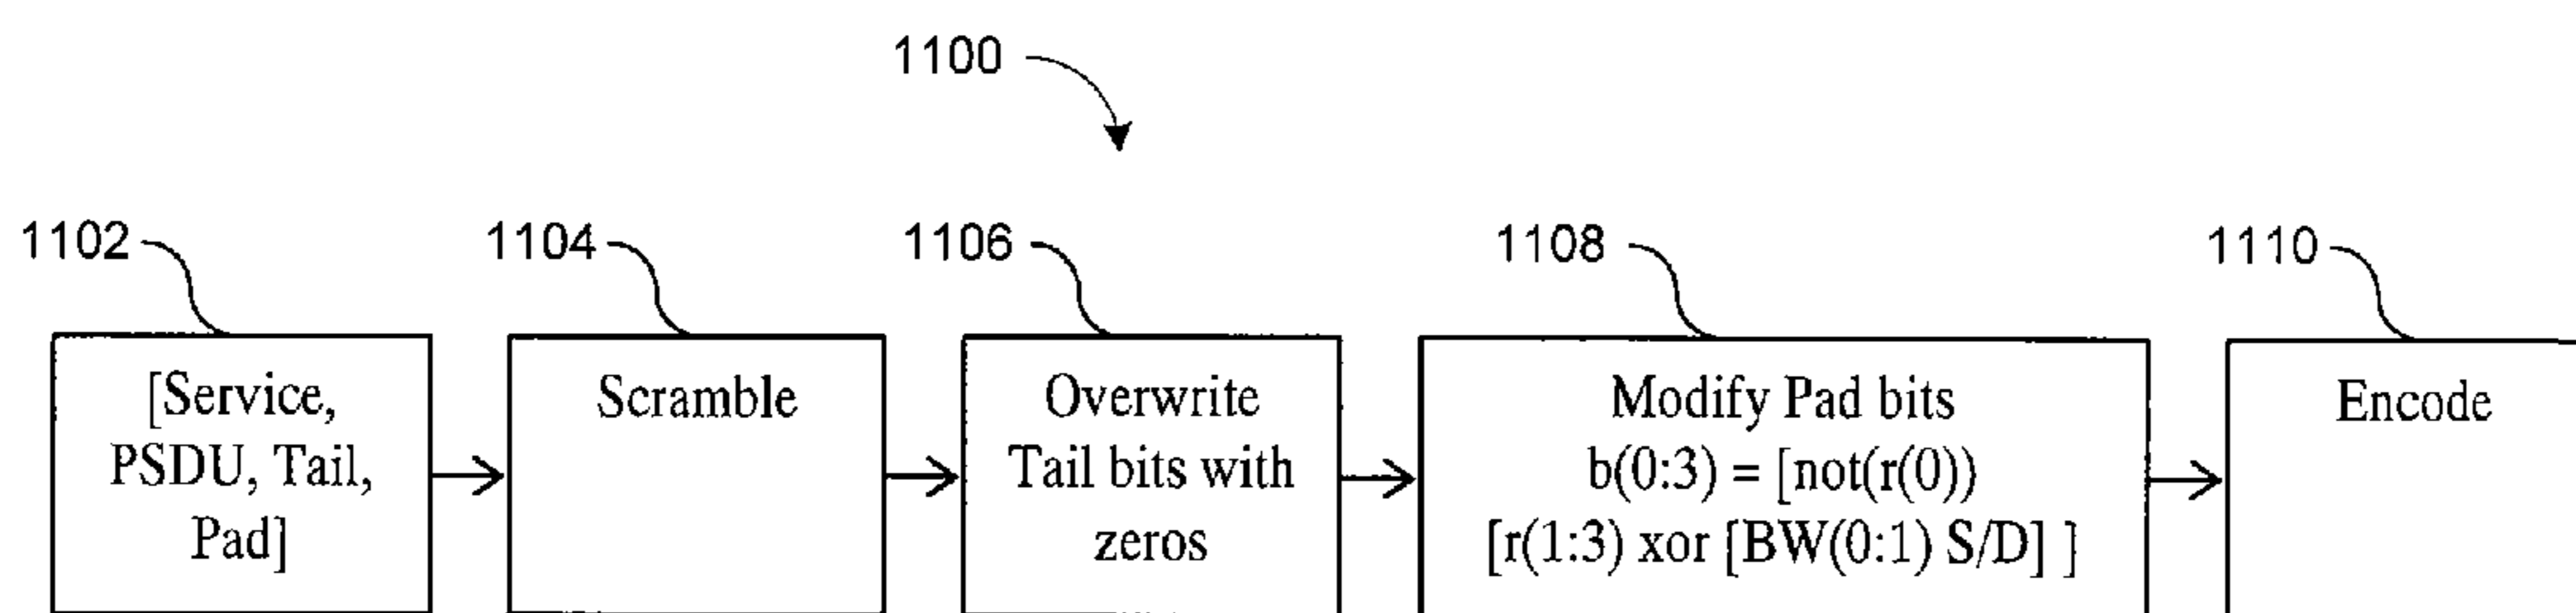 1100
1102
1104
1106
1108
1110
[Service,
PSDU, Tail,
Pad]
Scramble
Overwrite
Tail bits with
zeros
Modify Pad bits
b(0:3) = [not(r(0))
[r(1:3) xor [BW(0:1) S/D] ]
Encode